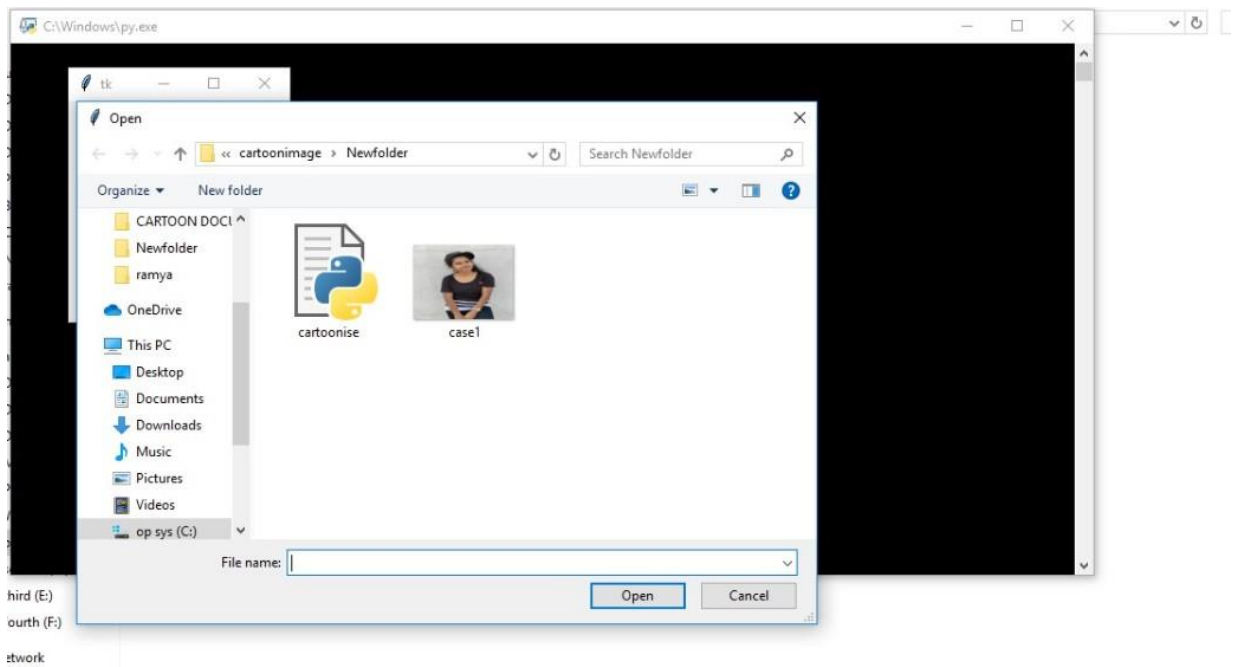 C:\Windows\py.exe
tk
Open
« cartoonimage › Newfolder
Search Newfolder
Organize
New folder
CARTOON DOCU
Newfolder
ramya
OneDrive
This PC
Desktop
Documents
Downloads
Music
Pictures
Videos
op sys (C:)
cartoonise
case1
File name:
Open
Cancel
hird (E:)
ourth (F:)
etwork